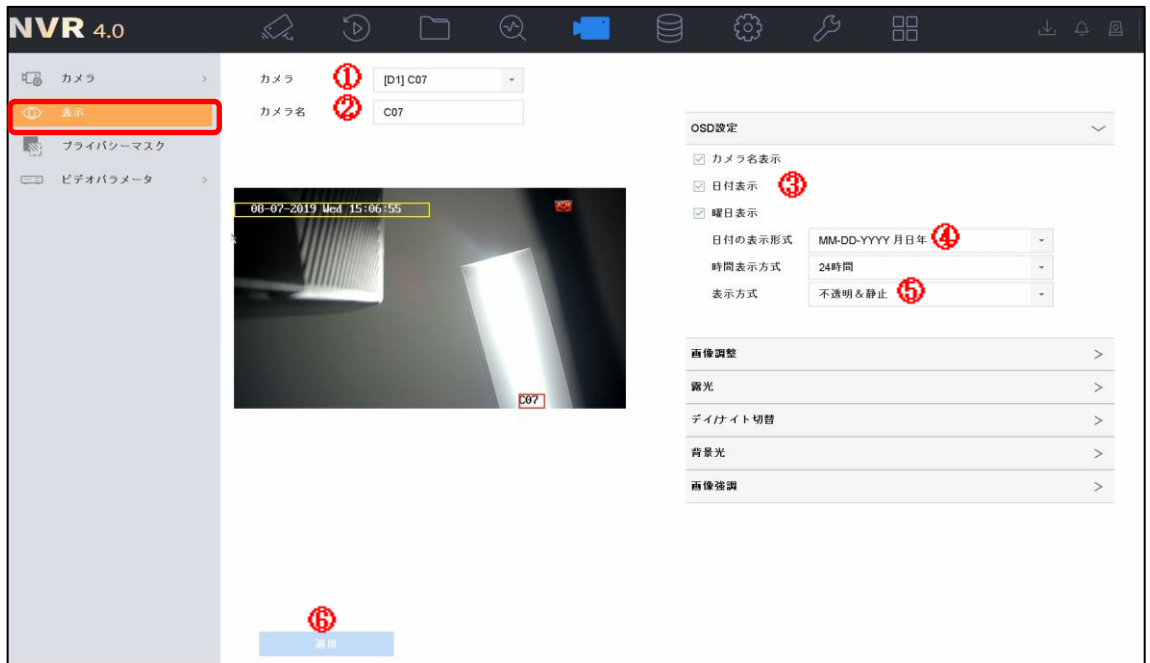 NVR 4.0
カメラ
表示
プライバシーマスク
ビデオパラメータ
カメラ ① [D1] C07
カメラ名 ② C07
08-07-2019 Wed 15:06:55
C07
OSD設定
カメラ名表示
日付表示 ③
曜日表示
日付の表示形式 MM-DD-YYYY 月日年 ④
時間表示方式 24時間
表示方式 不透明&静止 ⑤
画像調整
露光
デイ/ナイト切替
背景光
画像強調
⑥
適用